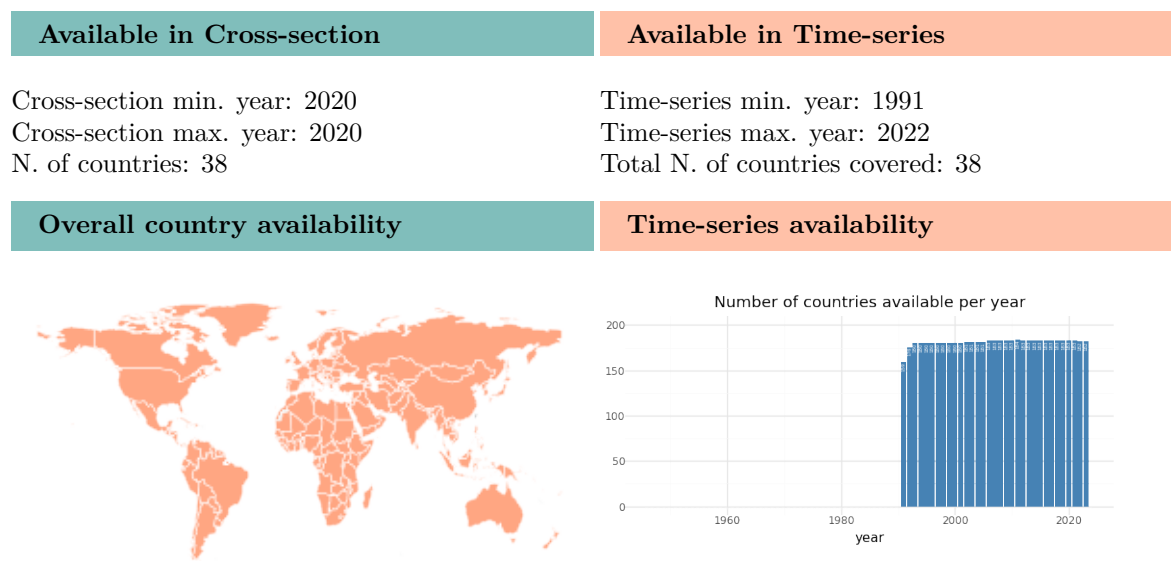 Available in Cross-section
Available in Time-series
Cross-section min. year: 2020
Cross-section max. year: 2020
N. of countries: 38
Time-series min. year: 1991
Time-series max. year: 2022
Total N. of countries covered: 38
Overall country availability
Time-series availability
Number of countries available per year
200
150
100
50
0
1960 1980 2000 2020
year